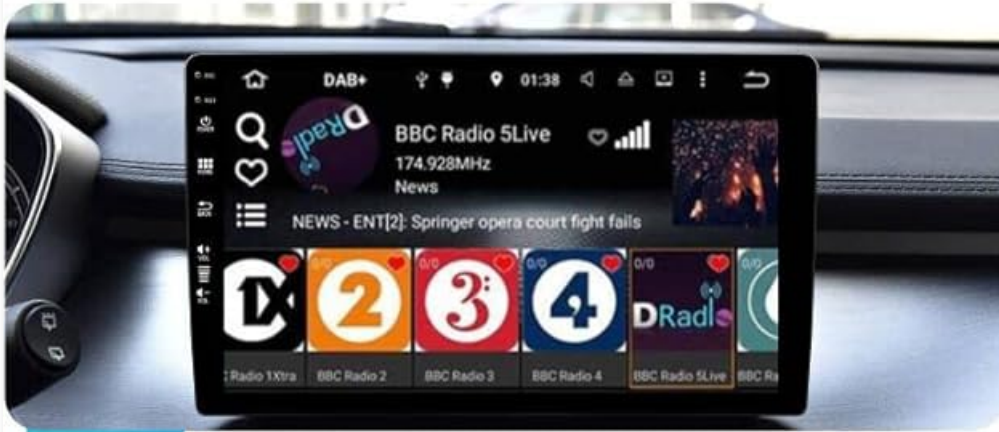 DAB+
01:38
DRadio
BBC Radio 5Live
174.928MHz
News
NEWS - ENT[2]: Springer opera court fight fails
1X
0/0 2
0/0 3
0/0 4
0/0 DRadio
Radio 1Xtra
BBC Radio 2
BBC Radio 3
BBC Radio 4
BBC Radio 5Live
BBC Ra